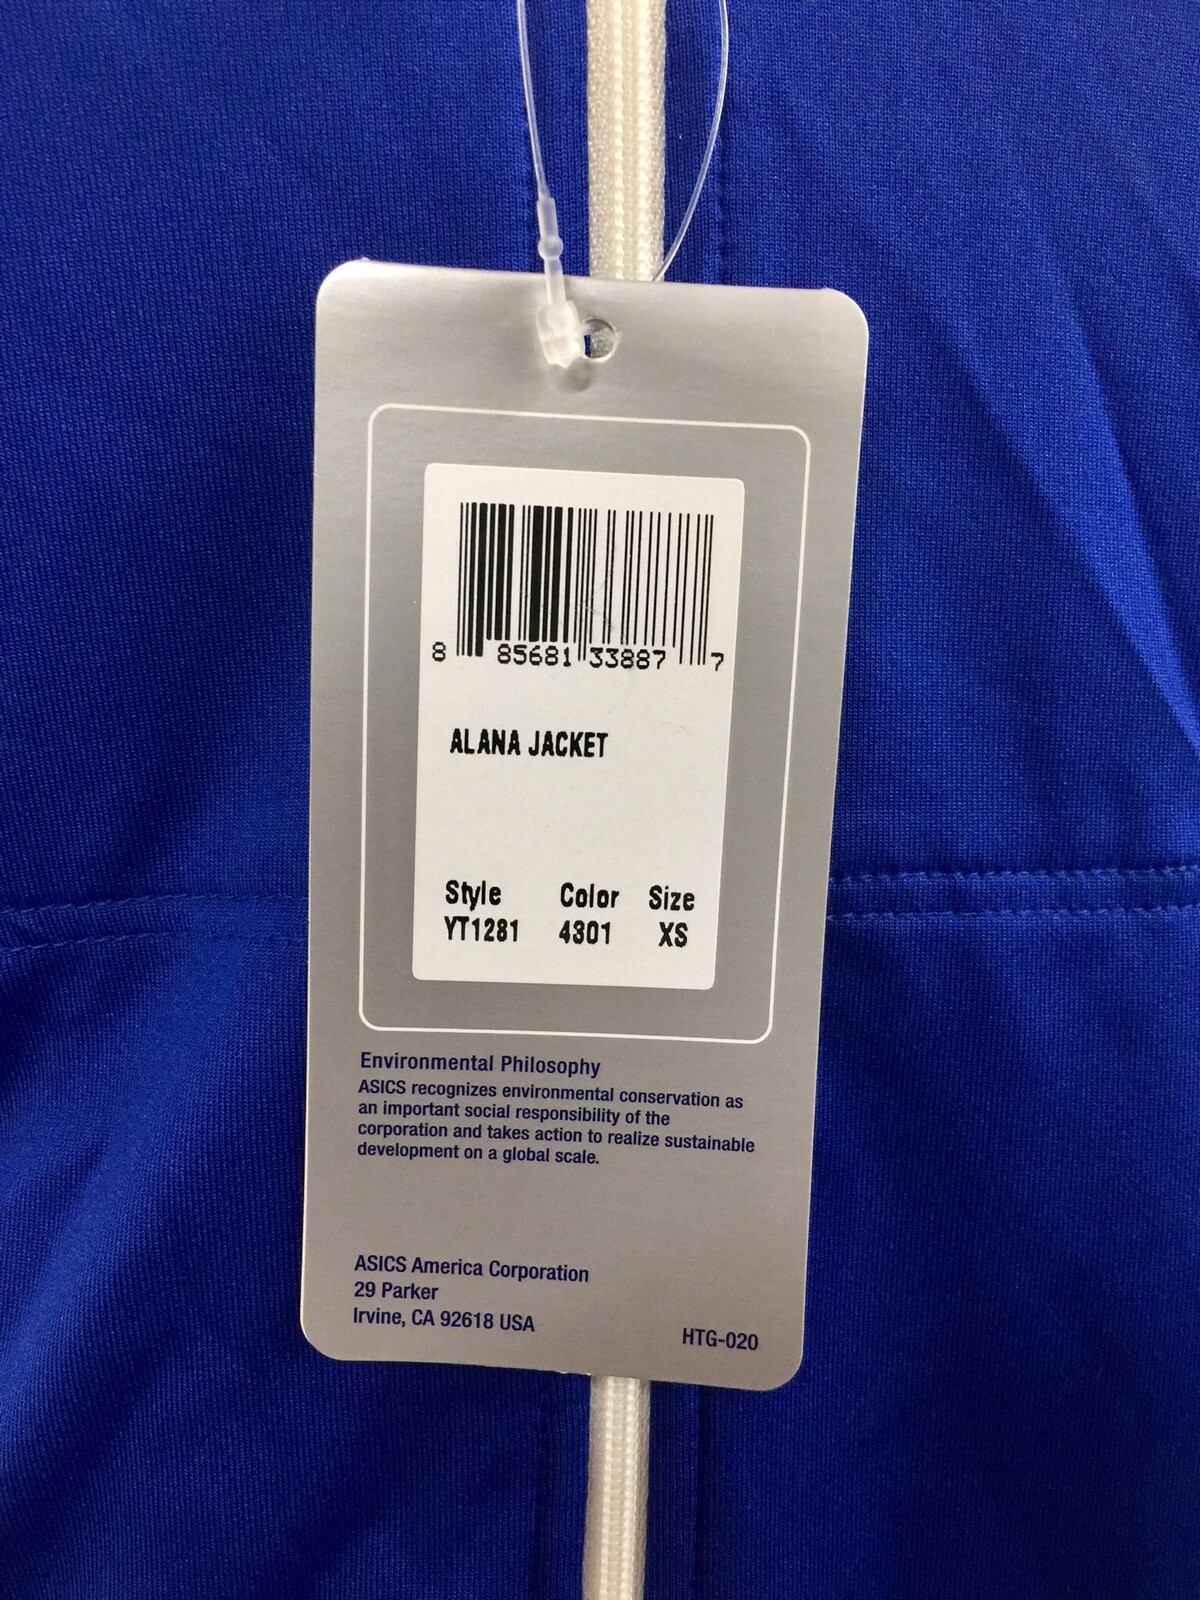 8 85681 33887 7
ALANA JACKET
Style Color Size
YT1281 4301 XS
Environmental Philosophy
ASICS recognizes environmental conservation as
an important social responsibility of the
corporation and takes action to realize sustainable
development on a global scale.
ASICS America Corporation
29 Parker
Irvine, CA 92618 USA
HTG-020